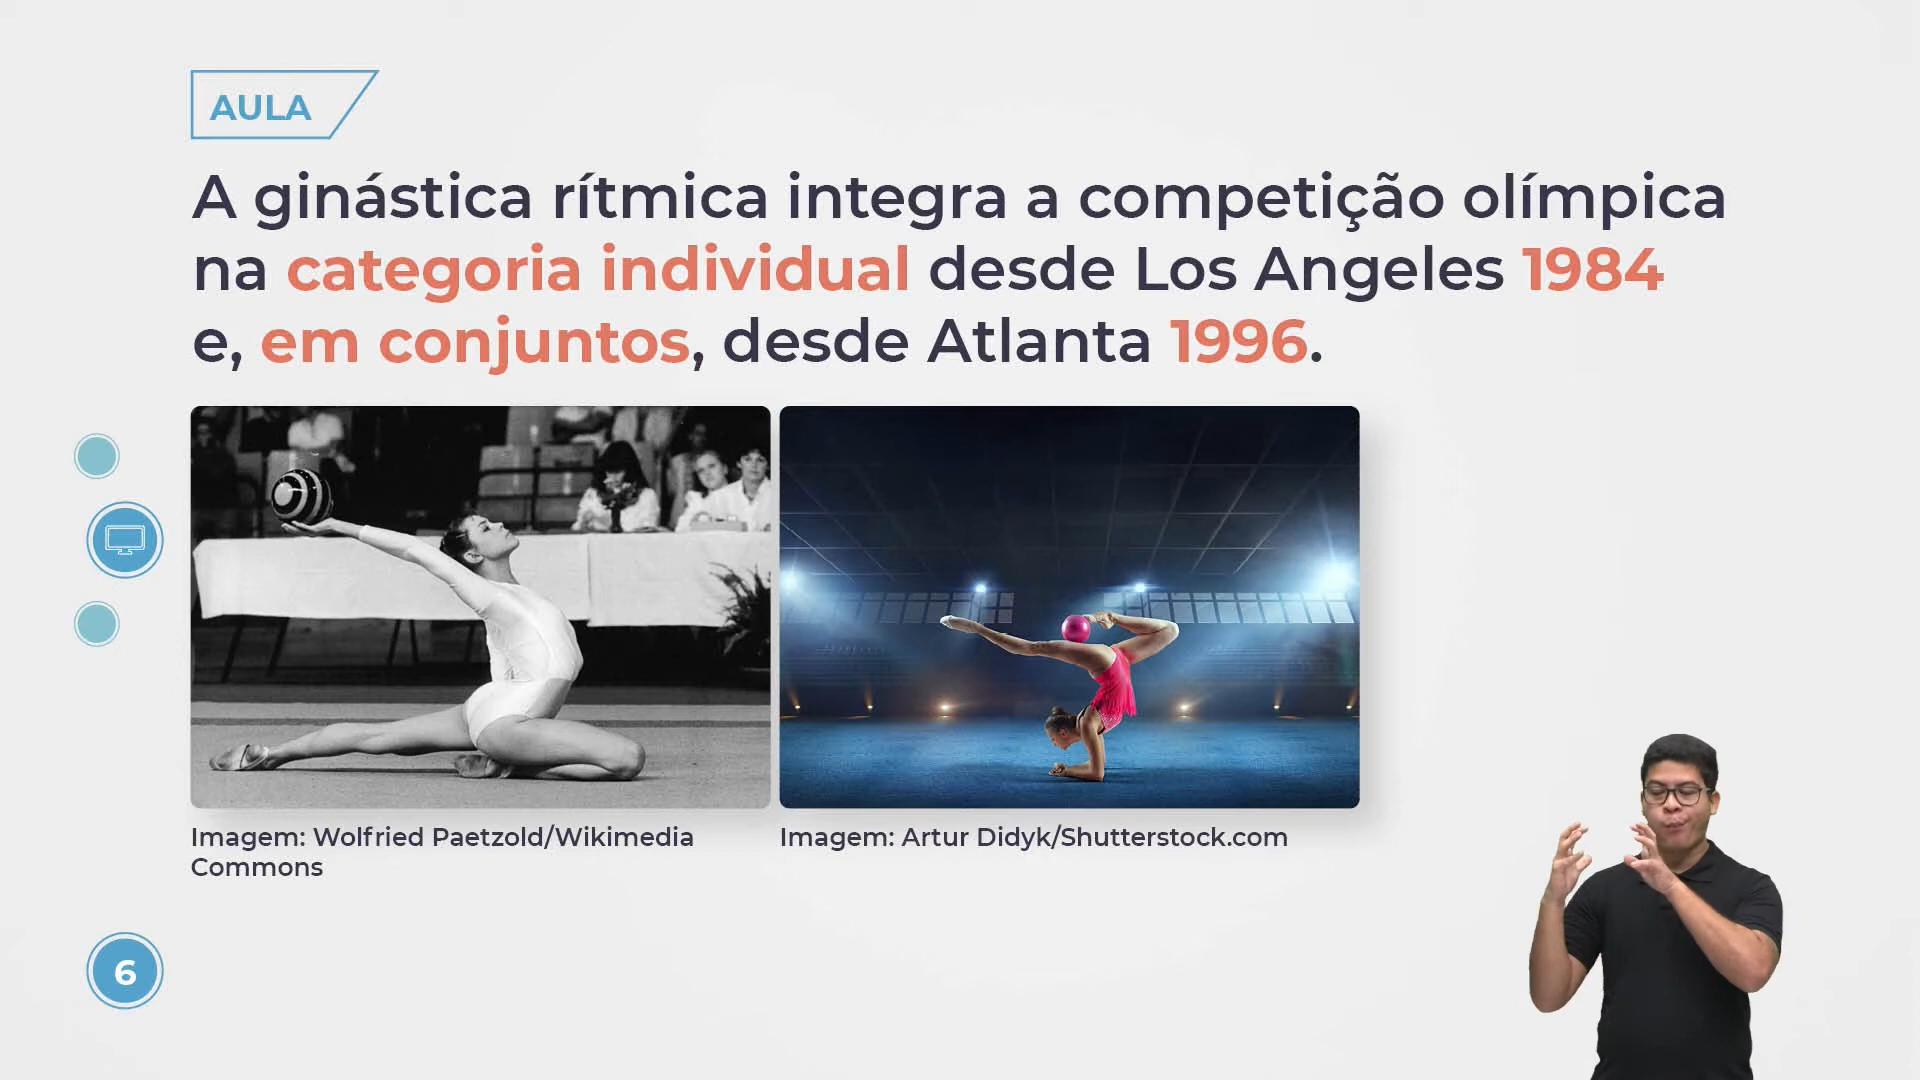 AULA
A ginástica rítmica integra a competição olímpica
na categoria individual desde Los Angeles 1984
e, em conjuntos, desde Atlanta 1996.
Imagem: Wolfried Paetzold/Wikimedia
Commons
Imagem: Artur Didyk/Shutterstock.com
6